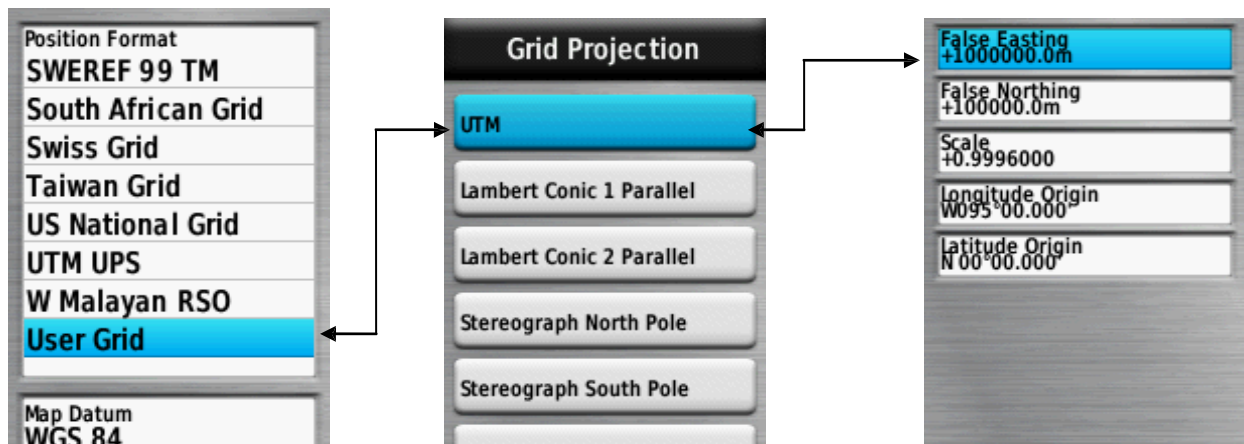 Position Format
SWEREF 99 TM
South African Grid
Swiss Grid
Taiwan Grid
US National Grid
UTM UPS
W Malayan RSO
User Grid
Map Datum
WGS 84
Grid Projection
UTM
Lambert Conic 1 Parallel
Lambert Conic 2 Parallel
Stereograph North Pole
Stereograph South Pole
False Easting
+1000000.0m
False Northing
+100000.0m
Scale
+0.9996000
Longitude Origin
W095°00.000'
Latitude Origin
N 00°00.000'